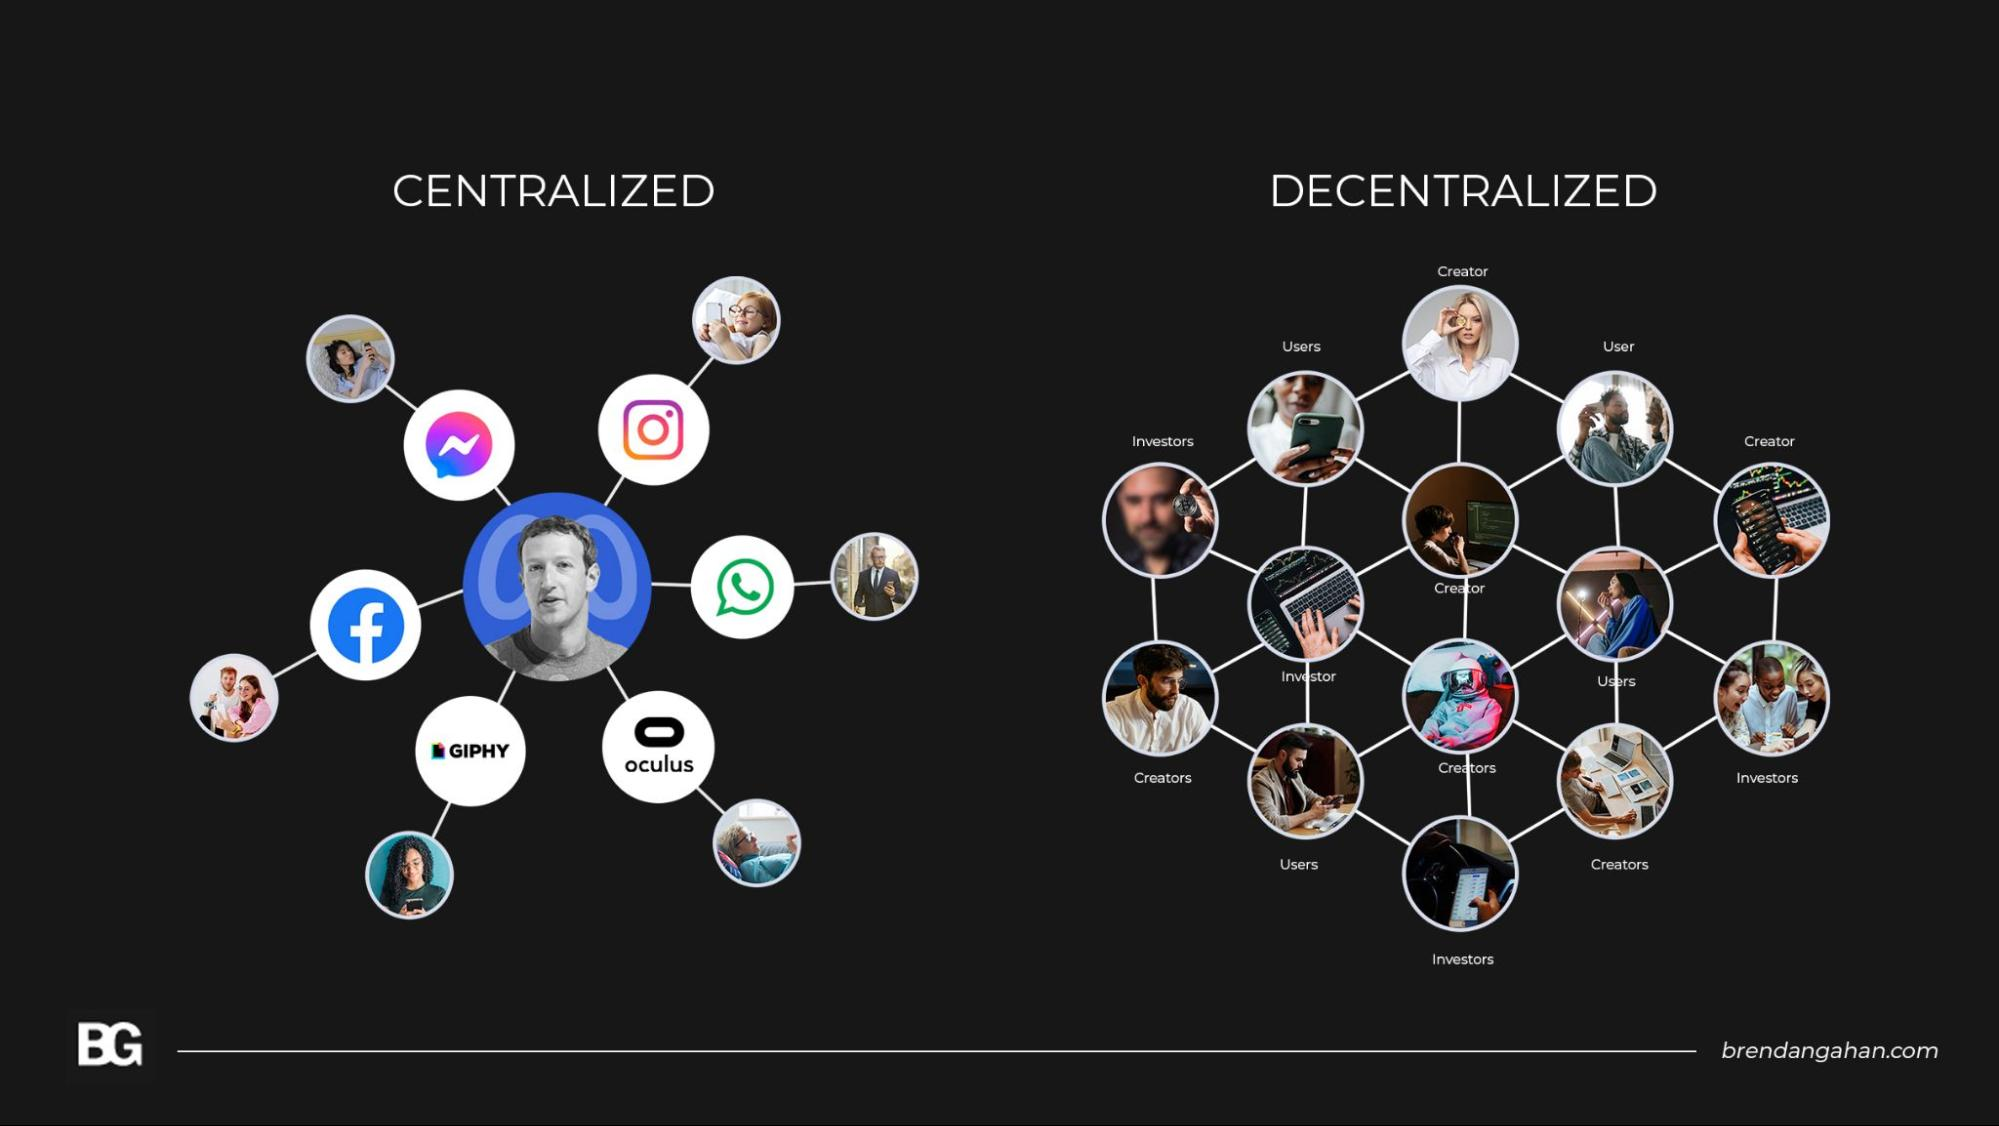 CENTRALIZED
DECENTRALIZED
Creator
Users
User
Investors
Creator
Creator
Investor
Users
Creators
Creators
Investors
Users
Creators
Investors
GIPHY
oculus
BG
brendangahan.com